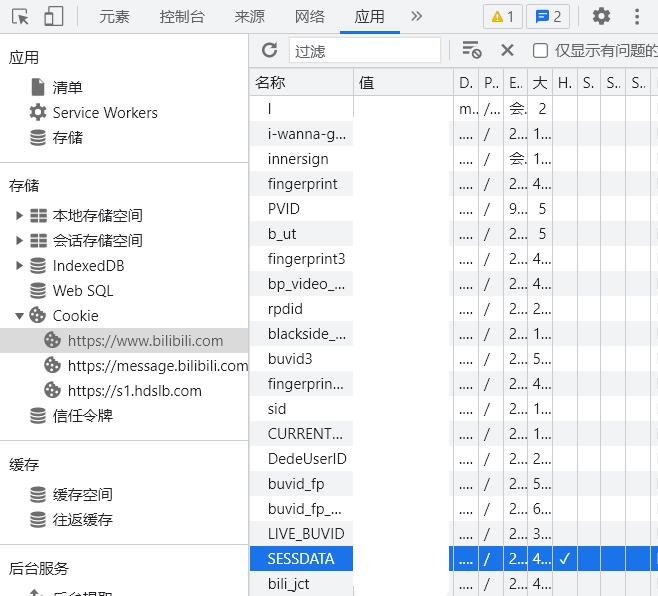 元素 控制台 来源 网络 应用 1 2
应用
清单
Service Workers
存储
存储
本地存储空间
会话存储空间
IndexedDB
Web SQL
Cookie
https://www.bilibili.com
https://message.bilibili.com
https://s1.hdslb.com
信任令牌
缓存
缓存空间
往返缓存
后台服务
过滤 仅显示有问题的
名称 值 D. P.. E.. 大 H. S. S.. S..
I m.. /... 会. 2
i-wanna-g... .... / 2... 1...
innersign .... / 会. 1...
fingerprint .... / 2... 4...
PVID .... / 9... 5
b_ut .... / 2... 5
fingerprint3 .... / 2... 4...
bp_video_... .... / 2... 4...
rpdid .... / 2... 2...
blackside_... .... / 2... 1...
buvid3 .... / 2... 5...
fingerprin... .... / 2... 4...
sid .... / 2... 1...
CURRENT... .... / 2... 1...
DedeUserID .... / 2... 2...
buvid_fp .... / 2... 5...
buvid_fp_... .... / 2... 6...
LIVE_BUVID .... / 2... 3...
SESSDATA .... / 2... 4... ✓
bili_jct .... / 2... 4...